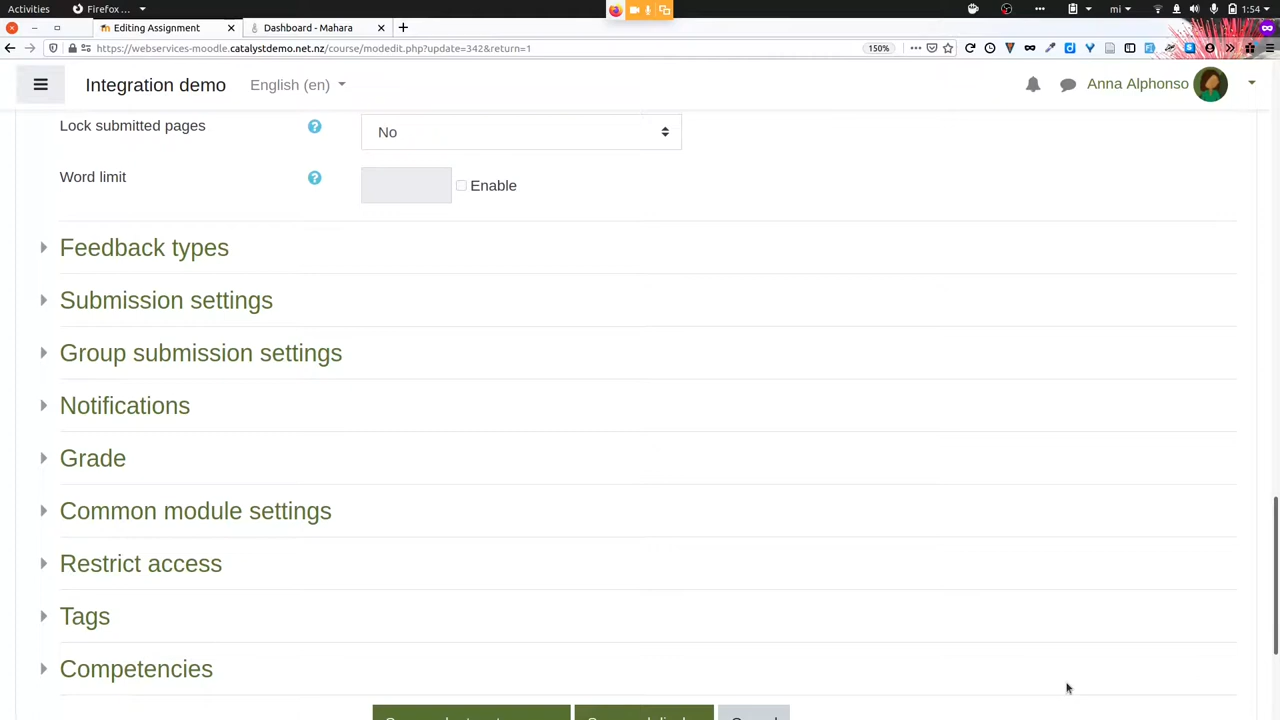 Activities
Firefox ...
mi
1:54
Editing Assignment
Dashboard - Mahara
https://webservices-moodle.catalystdemo.net.nz/course/modedit.php?update=342&return=1
150%
Integration demo
English (en)
Anna Alphonso
Lock submitted pages
No
Word limit
Enable
Feedback types
Submission settings
Group submission settings
Notifications
Grade
Common module settings
Restrict access
Tags
Competencies